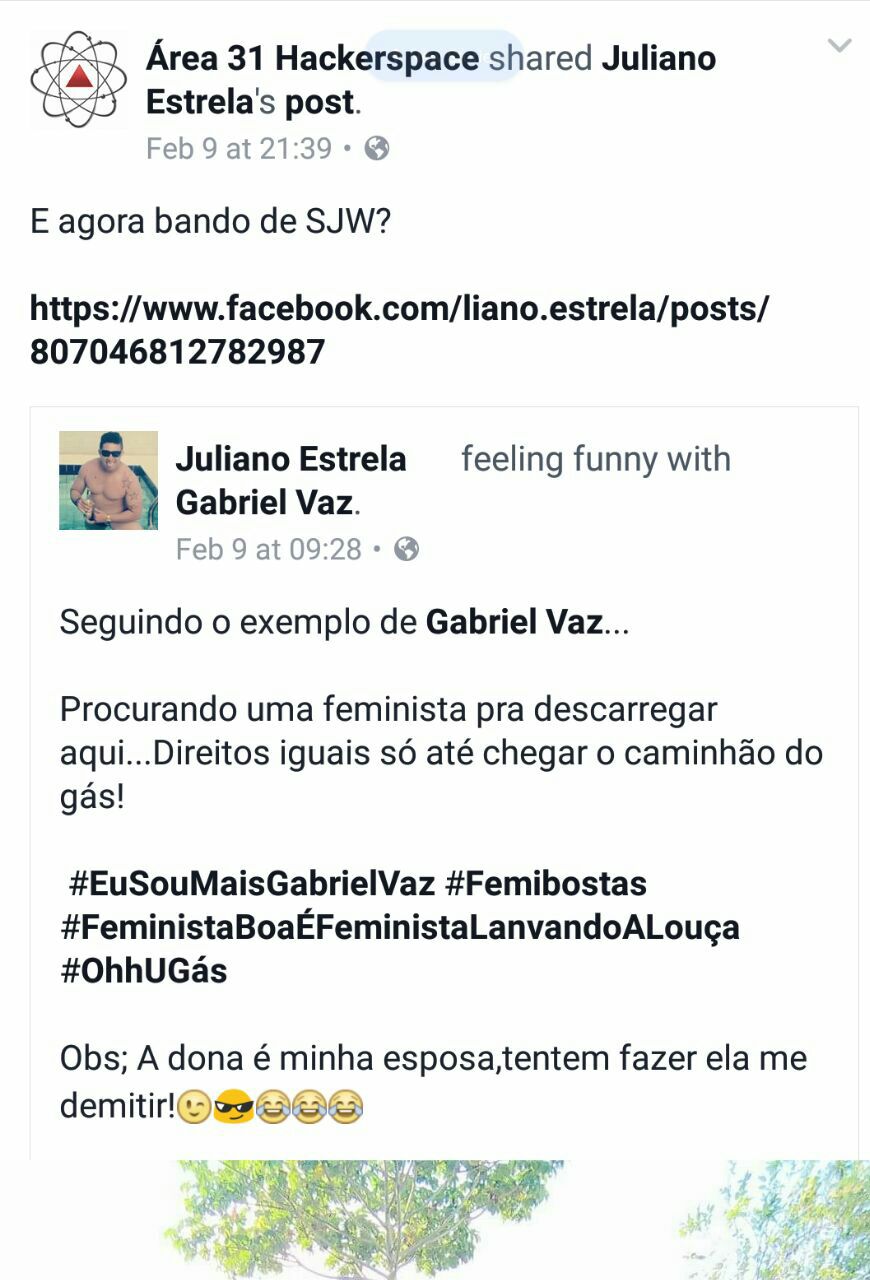 Área 31 Hackerspace shared Juliano
Estrela's post.
Feb 9 at 21:39 •
E agora bando de SJW?
https://www.facebook.com/liano.estrela/posts/
807046812782987
Juliano Estrela feeling funny with
Gabriel Vaz.
Feb 9 at 09:28 •
Seguindo o exemplo de Gabriel Vaz...
Procurando uma feminista pra descarregar
aqui...Direitos iguais só até chegar o caminhão do
gás!
#EuSouMaisGabrielVaz #Femibostas
#FeministaBoaÉFeministaLanvandoALouça
#OhhUGás
Obs; A dona é minha esposa,tentem fazer ela me
demitir!😉😎😂😂😂